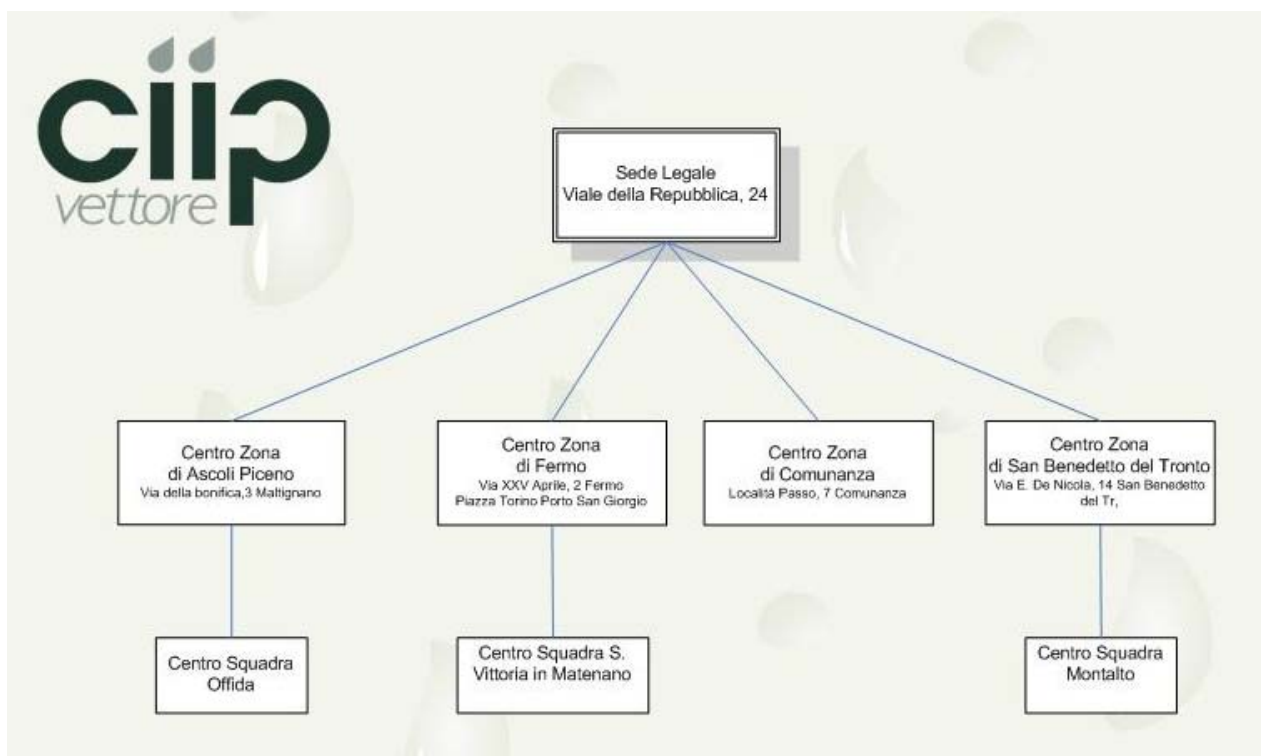 ciip
vettore
Sede Legale
Viale della Repubblica, 24
Centro Zona
di Ascoli Piceno
Via della bonifica,3 Maltignano
Centro Zona
di Fermo
Via XXV Aprile, 2 Fermo
Piazza Torino Porto San Giorgio
Centro Zona
di Comunanza
Località Passo, 7 Comunanza
Centro Zona
di San Benedetto del Tronto
Via E. De Nicola, 14 San Benedetto
del Tr,
Centro Squadra
Offida
Centro Squadra S.
Vittoria in Matenano
Centro Squadra
Montalto